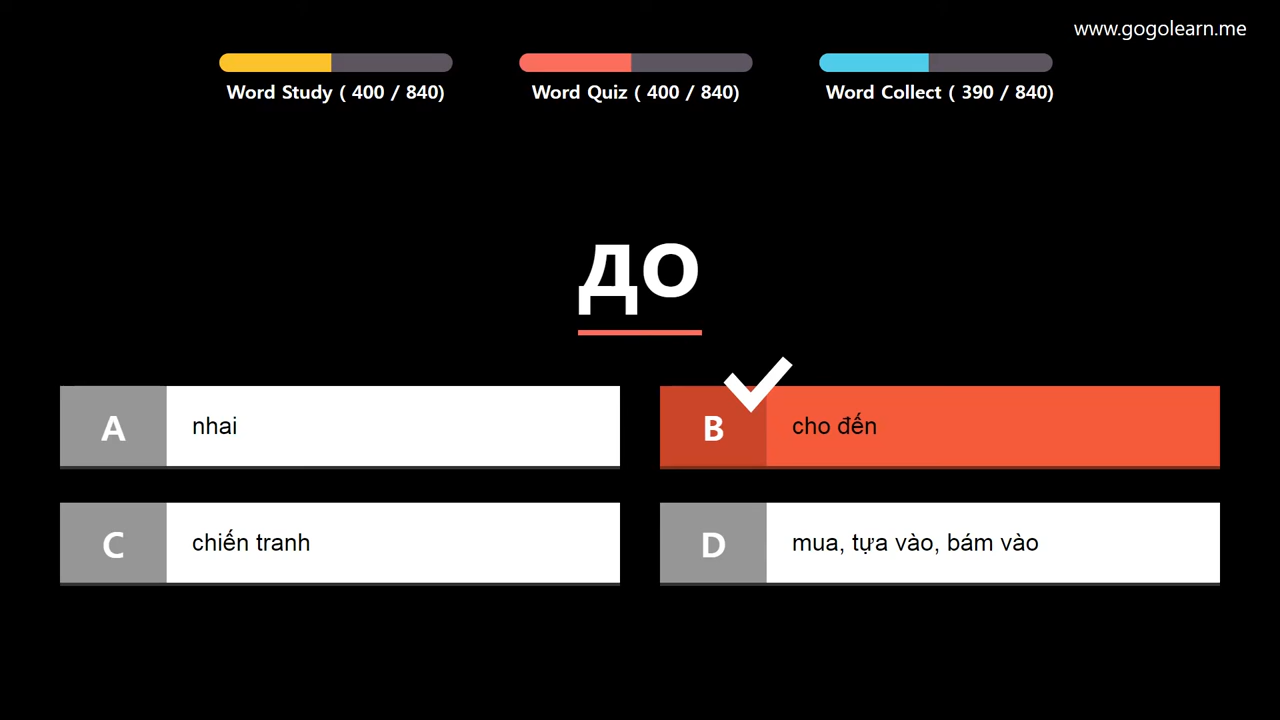 www.gogolearn.me
Word Study ( 400 / 840)
Word Quiz ( 400 / 840)
Word Collect ( 390 / 840)
до
A nhai
B cho đến
C chiến tranh
D mua, tựa vào, bám vào